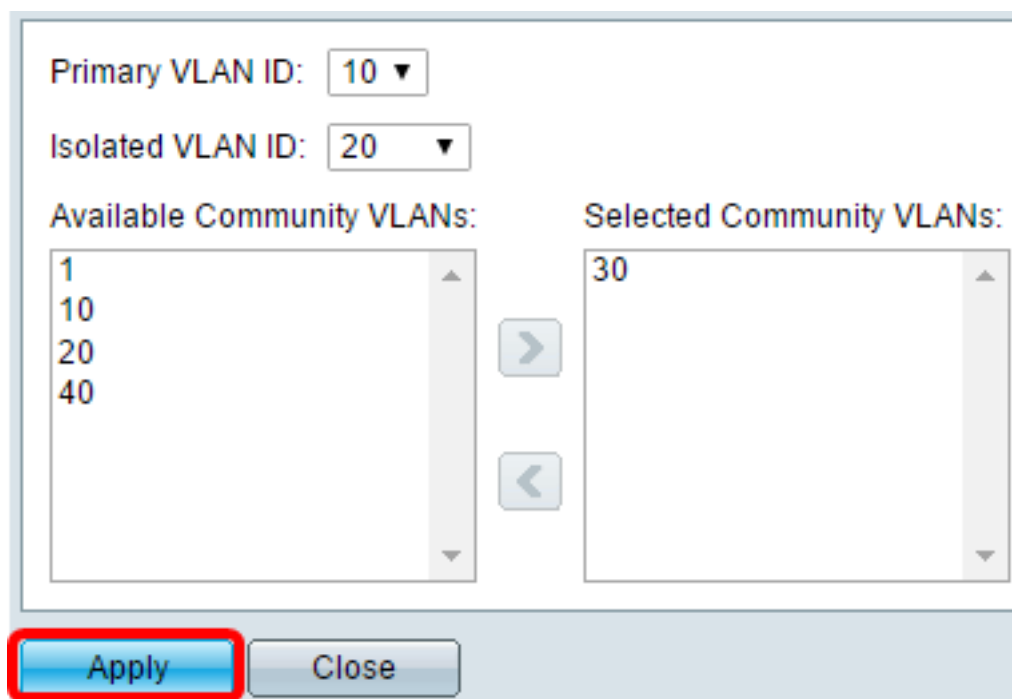 Primary VLAN ID: 10
Isolated VLAN ID: 20
Available Community VLANs:
1
10
20
40
Selected Community VLANs:
30
Apply
Close